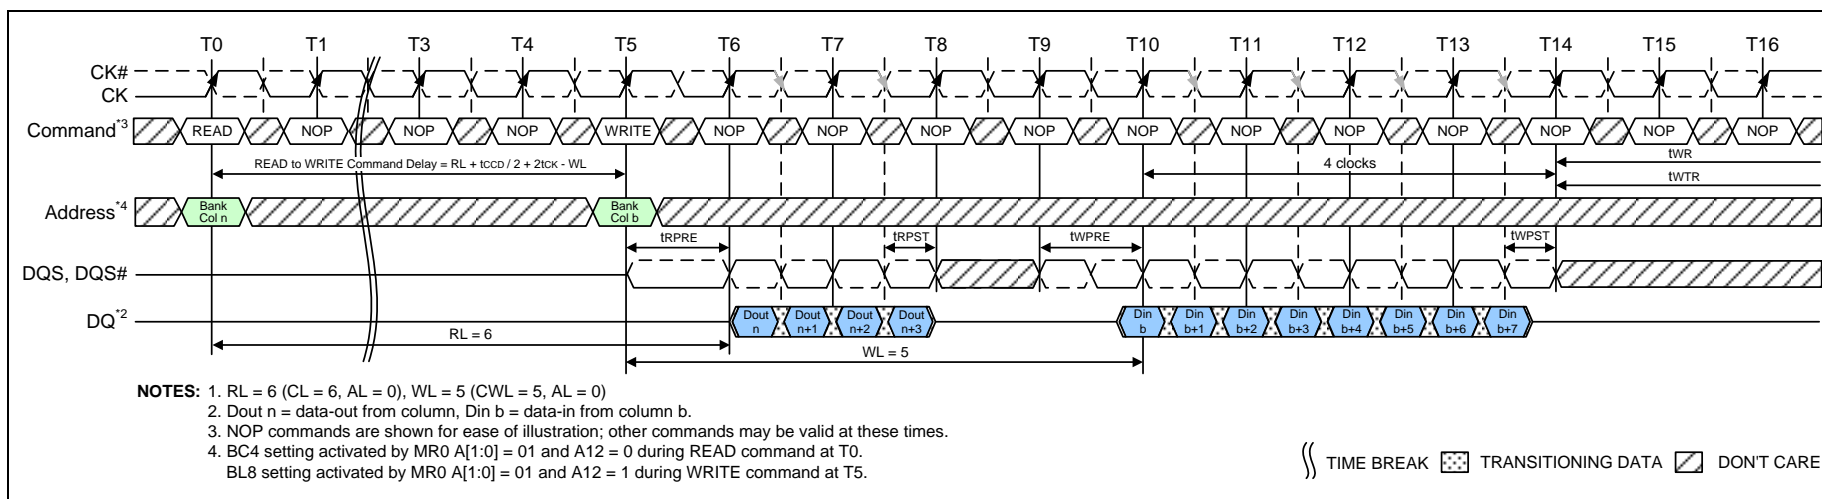 T0 T1 T3 T4 T5 T6 T7 T8 T9 T10 T11 T12 T13 T14 T15 T16
CK#
CK
Command*3 READ NOP NOP NOP WRITE NOP NOP NOP NOP NOP NOP NOP NOP NOP NOP NOP
READ to WRITE Command Delay = RL + tCCD / 2 + 2tCK - WL
4 clocks
tWR
tWTR
Address*4
Bank
Col n
Bank
Col b
tRPRE tRPST tWPRE tWPST
DQS, DQS#
DQ*2
Dout
n
Dout
n+1
Dout
n+2
Dout
n+3
Din
b
Din
b+1
Din
b+2
Din
b+3
Din
b+4
Din
b+5
Din
b+6
Din
b+7
RL = 6
WL = 5
NOTES: 1. RL = 6 (CL = 6, AL = 0), WL = 5 (CWL = 5, AL = 0)
2. Dout n = data-out from column, Din b = data-in from column b.
3. NOP commands are shown for ease of illustration; other commands may be valid at these times.
4. BC4 setting activated by MR0 A[1:0] = 01 and A12 = 0 during READ command at T0.
BL8 setting activated by MR0 A[1:0] = 01 and A12 = 1 during WRITE command at T5.
TIME BREAK TRANSITIONING DATA DON'T CARE